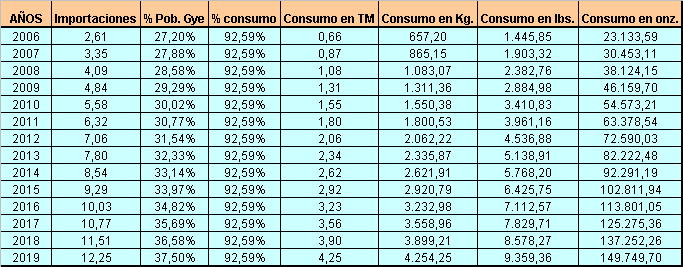 AÑOS Importaciones % Pob. Gye % consumo Consumo en TM Consumo en Kg. Consumo en lbs. Consumo en onz.
2006 2,61 27,20% 92,59% 0,66 657,20 1.445,85 23.133,59
2007 3,35 27,88% 92,59% 0,87 865,15 1.903,32 30.453,11
2008 4,09 28,58% 92,59% 1,08 1.083,07 2.382,76 38.124,15
2009 4,84 29,29% 92,59% 1,31 1.311,36 2.884,98 46.159,70
2010 5,58 30,02% 92,59% 1,55 1.550,38 3.410,83 54.573,21
2011 6,32 30,77% 92,59% 1,80 1.800,53 3.961,16 63.378,54
2012 7,06 31,54% 92,59% 2,06 2.062,22 4.536,88 72.590,03
2013 7,80 32,33% 92,59% 2,34 2.335,87 5.138,91 82.222,48
2014 8,54 33,14% 92,59% 2,62 2.621,91 5.768,20 92.291,19
2015 9,29 33,97% 92,59% 2,92 2.920,79 6.425,75 102.811,94
2016 10,03 34,82% 92,59% 3,23 3.232,98 7.112,57 113.801,05
2017 10,77 35,69% 92,59% 3,56 3.558,96 7.829,71 125.275,36
2018 11,51 36,58% 92,59% 3,90 3.899,21 8.578,27 137.252,26
2019 12,25 37,50% 92,59% 4,25 4.254,25 9.359,36 149.749,70